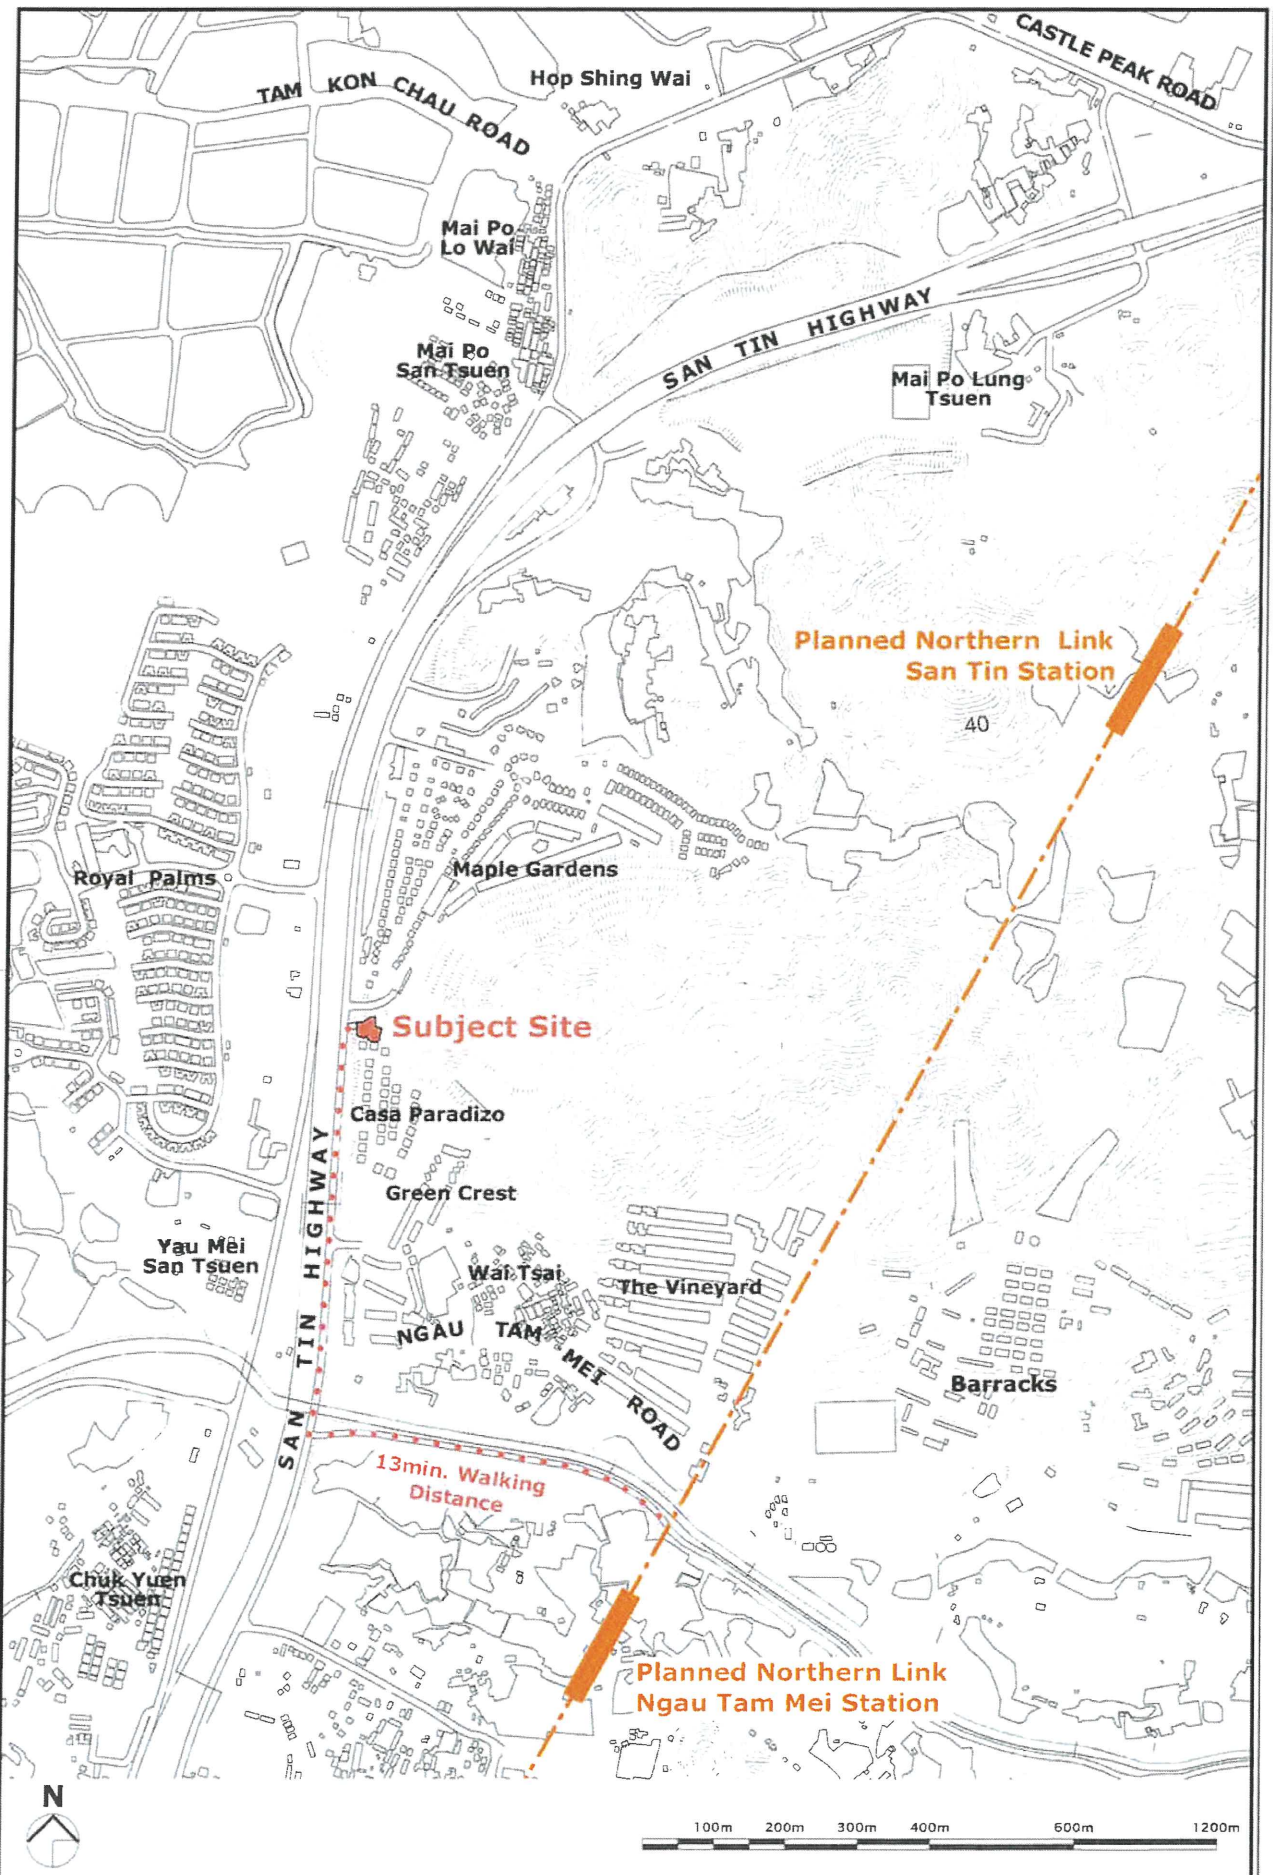 CASTLE PEAK ROAD
Hop Shing Wai
TAM KON CHAU ROAD
Mai Po
Lo Wai
SAN TIN HIGHWAY
Mai Po
San Tsuen
Mai Po Lung
Tsuen
Planned Northern Link
San Tin Station
40
Maple Gardens
Royal Palms
Subject Site
Casa Paradizo
Green Crest
SAN TIN HIGHWAY
Yau Mei
San Tsuen
Wai Tsai
The Vineyard
NGAU TAM MEI ROAD
Barracks
13min. Walking
Distance
Chuk Yuen
Tsuen
Planned Northern Link
Ngau Tam Mei Station
N
100m 200m 300m 400m 600m 1200m